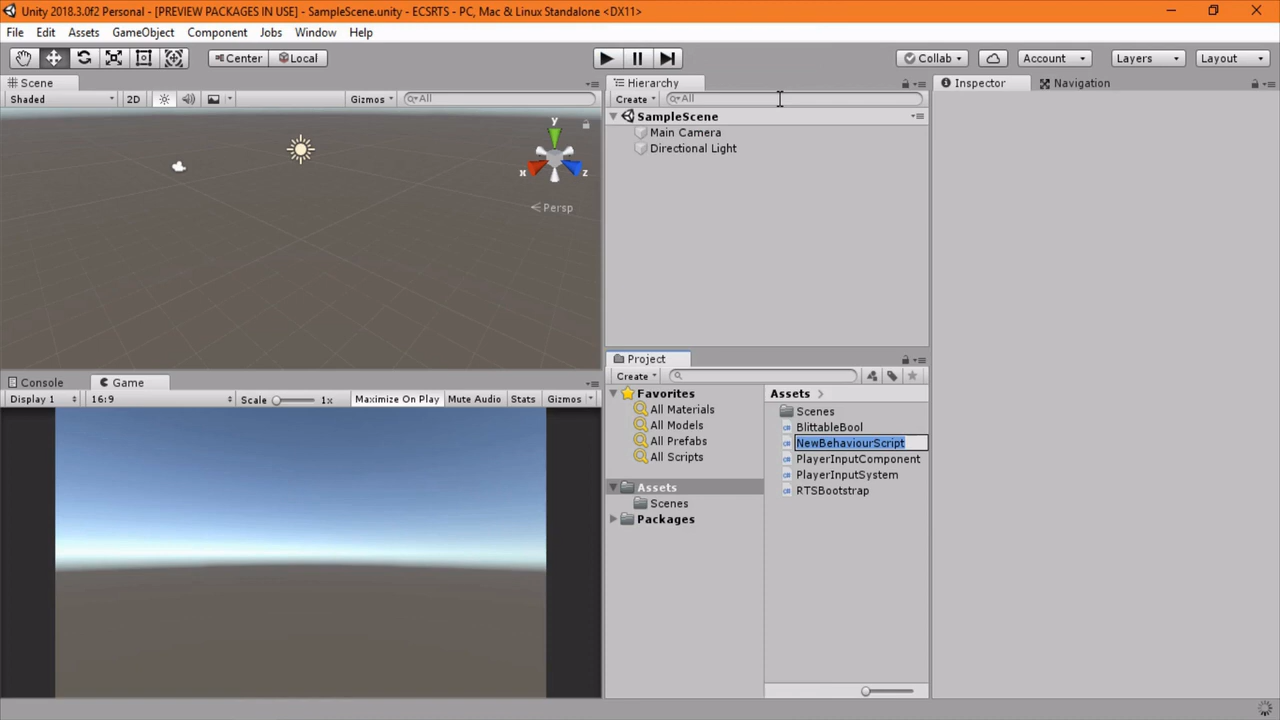 Unity 2018.3.0f2 Personal - [PREVIEW PACKAGES IN USE] - SampleScene.unity - ECSRTS - PC, Mac & Linux Standalone <DX11>
File Edit Assets GameObject Component Jobs Window Help
Center Local Collab Account Layers Layout
Scene
Shaded 2D Gizmos All
y
x z
Persp
Hierarchy
Create All
SampleScene
Main Camera
Directional Light
Inspector Navigation
Console Game
Display 1 16:9 Scale 1x Maximize On Play Mute Audio Stats Gizmos
Project
Create
Favorites
All Materials
All Models
All Prefabs
All Scripts
Assets
Scenes
Packages
Assets
Scenes
BlittableBool
NewBehaviourScript
PlayerInputComponent
PlayerInputSystem
RTSBootstrap